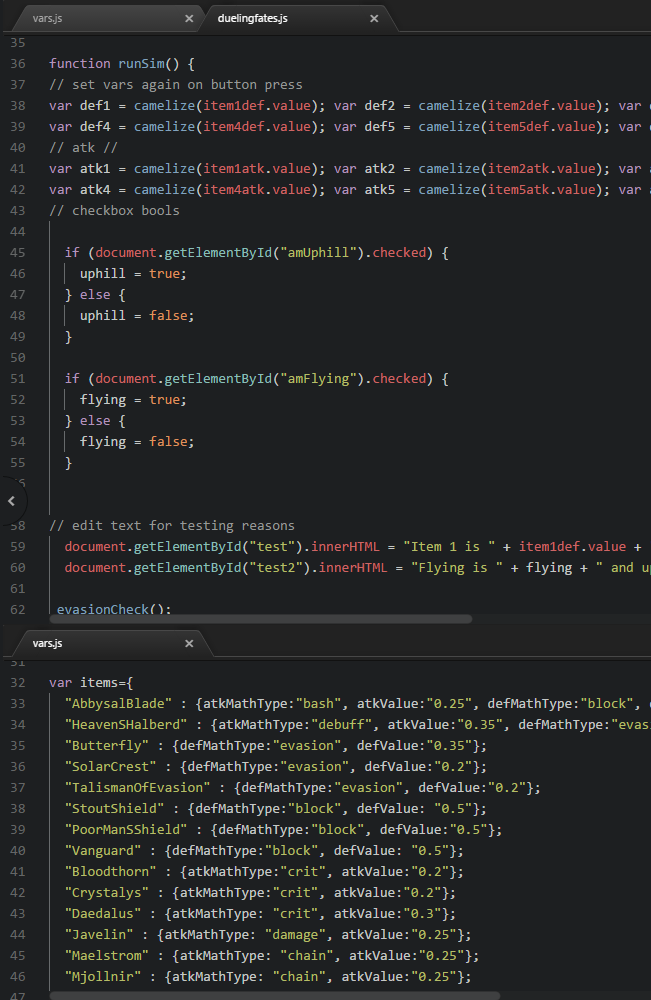 vars.js
duelingfates.js
35
36 function runSim() {
37 // set vars again on button press
38 var def1 = camelize(item1def.value); var def2 = camelize(item2def.value); var
39 var def4 = camelize(item4def.value); var def5 = camelize(item5def.value); var
40 // atk //
41 var atk1 = camelize(item1atk.value); var atk2 = camelize(item2atk.value); var
42 var atk4 = camelize(item4atk.value); var atk5 = camelize(item5atk.value); var
43 // checkbox bools
44
45 if (document.getElementById("amUphill").checked) {
46 uphill = true;
47 } else {
48 uphill = false;
49 }
50
51 if (document.getElementById("amFlying").checked) {
52 flying = true;
53 } else {
54 flying = false;
55 }
58 // edit text for testing reasons
59 document.getElementById("test").innerHTML = "Item 1 is " + item1def.value +
60 document.getElementById("test2").innerHTML = "Flying is " + flying + " and
61
62 evasionCheck();
vars.js
31
32 var items={
33 "AbbysalBlade" : {atkMathType:"bash", atkValue:"0.25", defMathType:"block",
34 "HeavenSHalberd" : {atkMathType:"debuff", atkValue:"0.35", defMathType:"evasi
35 "Butterfly" : {defMathType:"evasion", defValue:"0.35"};
36 "SolarCrest" : {defMathType:"evasion", defValue:"0.2"};
37 "TalismanOfEvasion" : {defMathType:"evasion", defValue:"0.2"};
38 "StoutShield" : {defMathType:"block", defValue: "0.5"};
39 "PoorManSShield" : {defMathType:"block", defValue:"0.5"};
40 "Vanguard" : {defMathType:"block", defValue: "0.5"};
41 "Bloodthorn" : {atkMathType:"crit", atkValue:"0.2"};
42 "Crystalys" : {atkMathType:"crit", atkValue:"0.2"};
43 "Daedalus" : {atkMathType: "crit", atkValue:"0.3"};
44 "Javelin" : {atkMathType: "damage", atkValue:"0.25"};
45 "Maelstrom" : {atkMathType: "chain", atkValue:"0.25"};
46 "Mjollnir" : {atkMathType: "chain", atkValue:"0.25"};
47